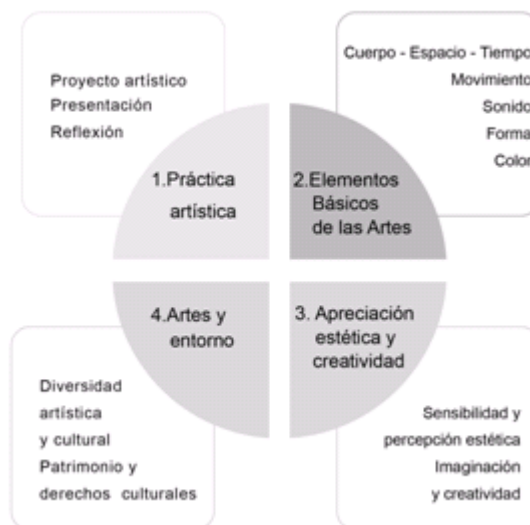 Proyecto artístico
Presentación
Reflexión
1.Práctica
artística
Cuerpo - Espacio - Tiempo
Movimiento
Sonido
Forma
Color
2.Elementos
Básicos
de las Artes
3. Apreciación
estética y
creatividad
Sensibilidad y
percepción estética
Imaginación
y creatividad
4.Artes y
entorno
Diversidad
artística
y cultural
Patrimonio y
derechos culturales